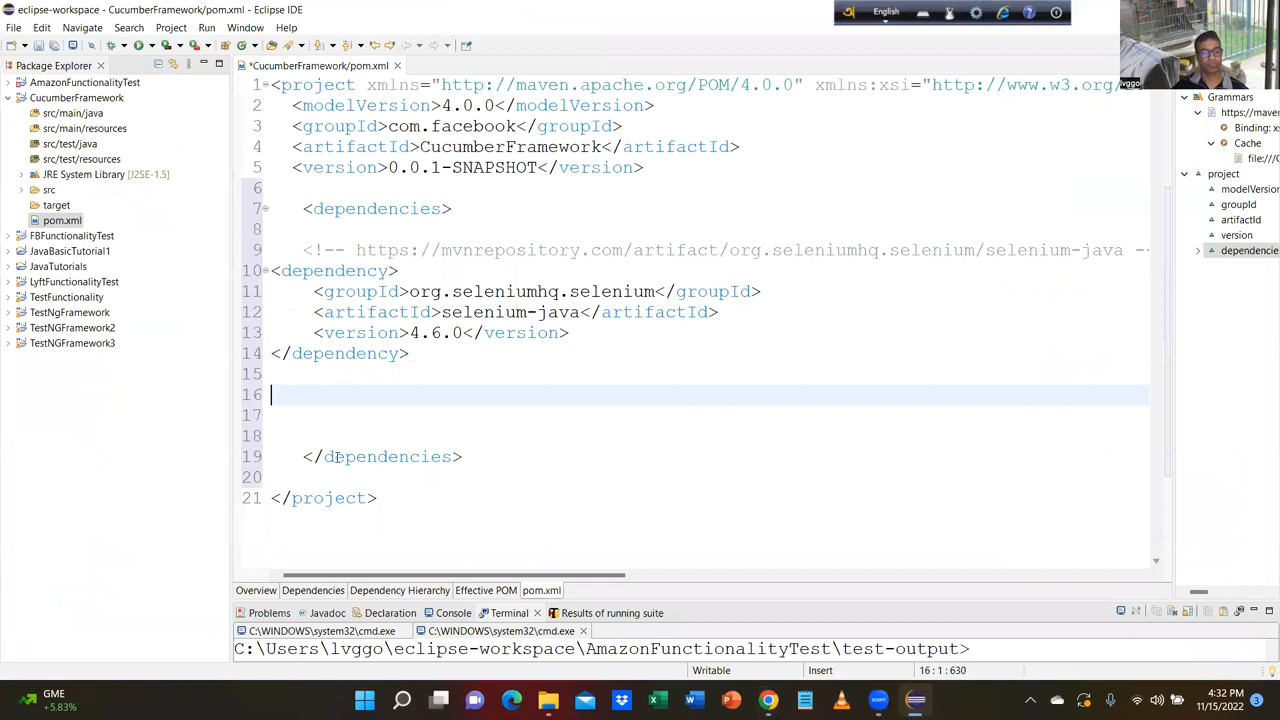 eclipse-workspace - CucumberFramework/pom.xml - Eclipse IDE
English
File Edit Navigate Search Project Run Window Help
lvggo
Package Explorer
*CucumberFramework/pom.xml
AmazonFunctionalityTest
CucumberFramework
src/main/java
src/main/resources
src/test/java
src/test/resources
JRE System Library [J2SE-1.5]
src
target
pom.xml
FBFunctionalityTest
JavaBasicTutorial1
JavaTutorials
LyftFunctionalityTest
TestFunctionality
TestNgFramework
TestNGFramework2
TestNGFramework3
1 <project xmlns="http://maven.apache.org/POM/4.0.0" xmlns:xsi="http://www.w3.org/
2 <modelVersion>4.0.0</modelVersion>
3 <groupId>com.facebook</groupId>
4 <artifactId>CucumberFramework</artifactId>
5 <version>0.0.1-SNAPSHOT</version>
6
7 <dependencies>
8
9 <!-- https://mvnrepository.com/artifact/org.seleniumhq.selenium/selenium-java --
10 <dependency>
11 <groupId>org.seleniumhq.selenium</groupId>
12 <artifactId>selenium-java</artifactId>
13 <version>4.6.0</version>
14 </dependency>
15
16
17
18
19 </dependencies>
20
21 </project>
Grammars
https://maven
Binding: x
Cache
file:///C
project
modelVersion
groupId
artifactId
version
dependencie
Overview Dependencies Dependency Hierarchy Effective POM pom.xml
Problems Javadoc Declaration Console Terminal Results of running suite
C:\WINDOWS\system32\cmd.exe C:\WINDOWS\system32\cmd.exe
C:\Users\lvggo\eclipse-workspace\AmazonFunctionalityTest\test-output>
Writable Insert 16 : 1 : 630
GME
+5.83%
zoom
4:32 PM
11/15/2022
3